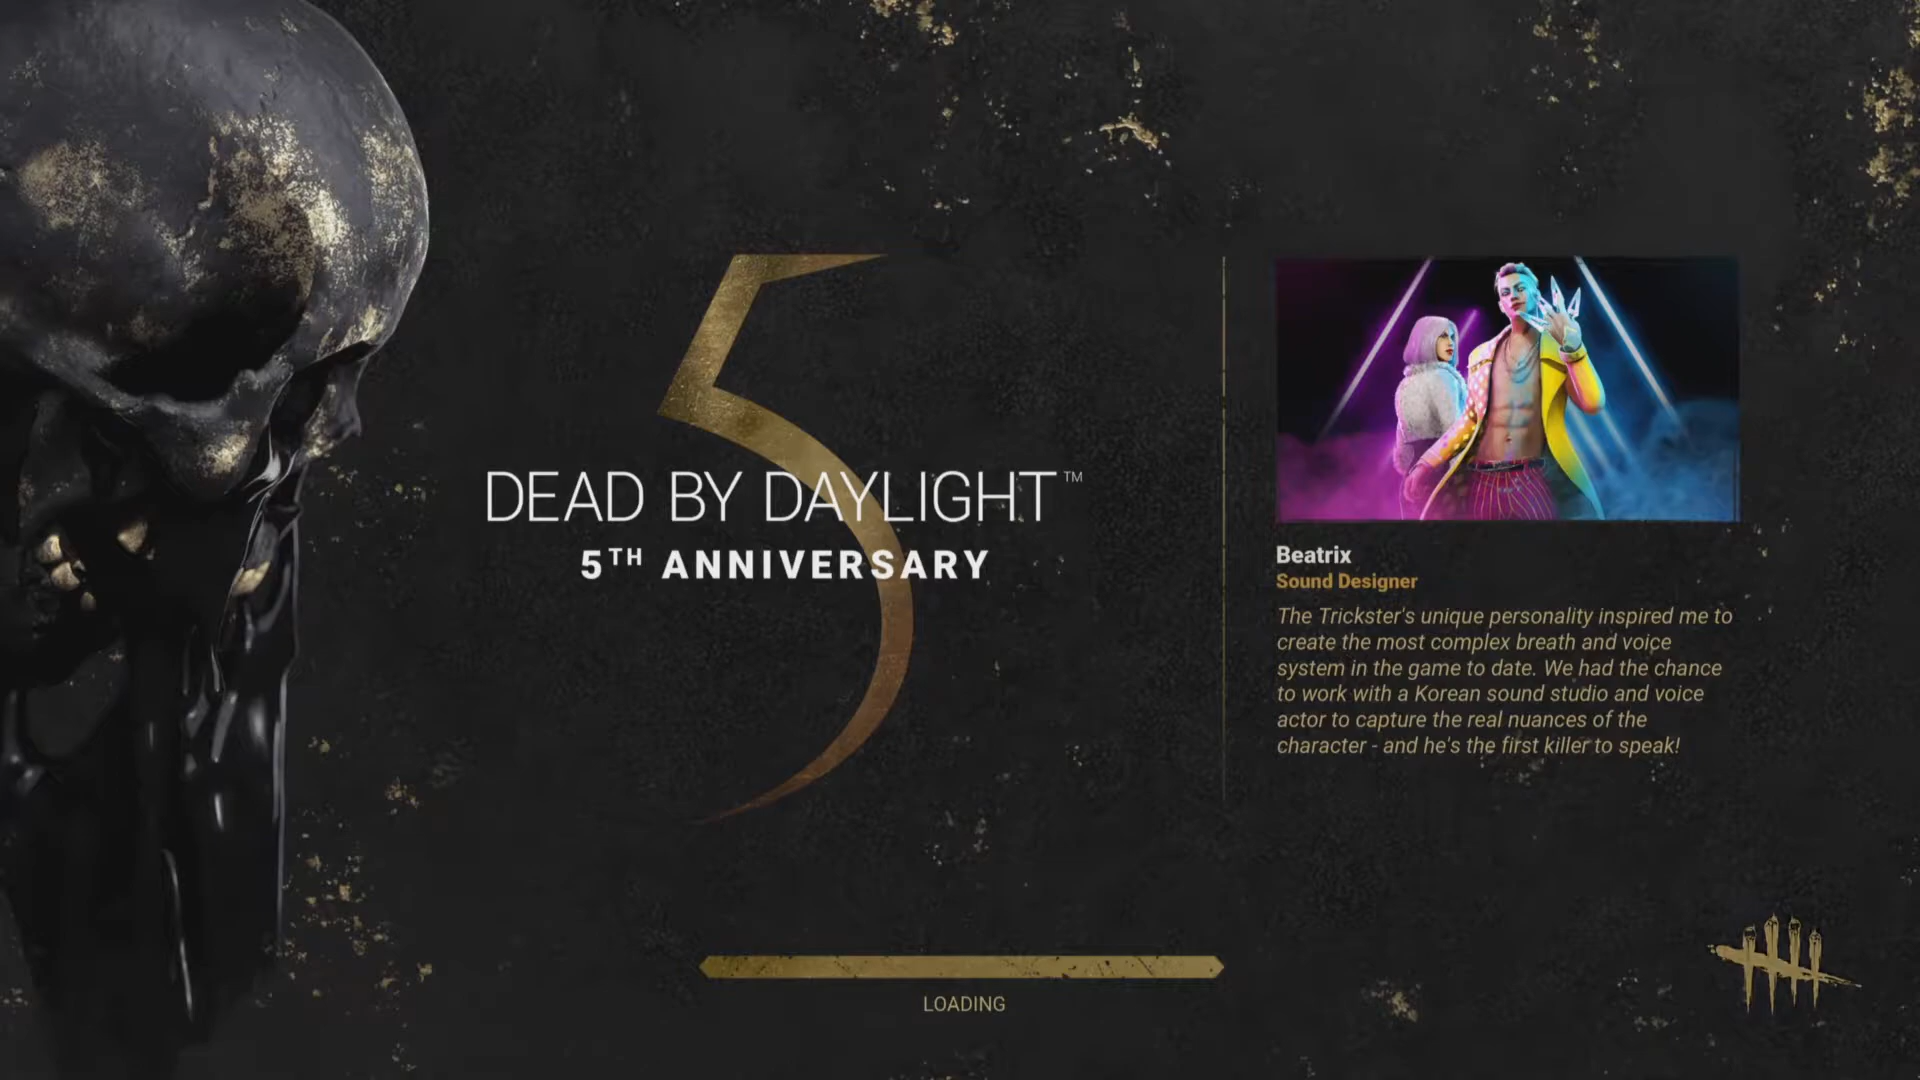 DEAD BY DAYLIGHT™
5TH ANNIVERSARY
Beatrix
Sound Designer
The Trickster's unique personality inspired me to
create the most complex breath and voice
system in the game to date. We had the chance
to work with a Korean sound studio and voice
actor to capture the real nuances of the
character - and he's the first killer to speak!
LOADING